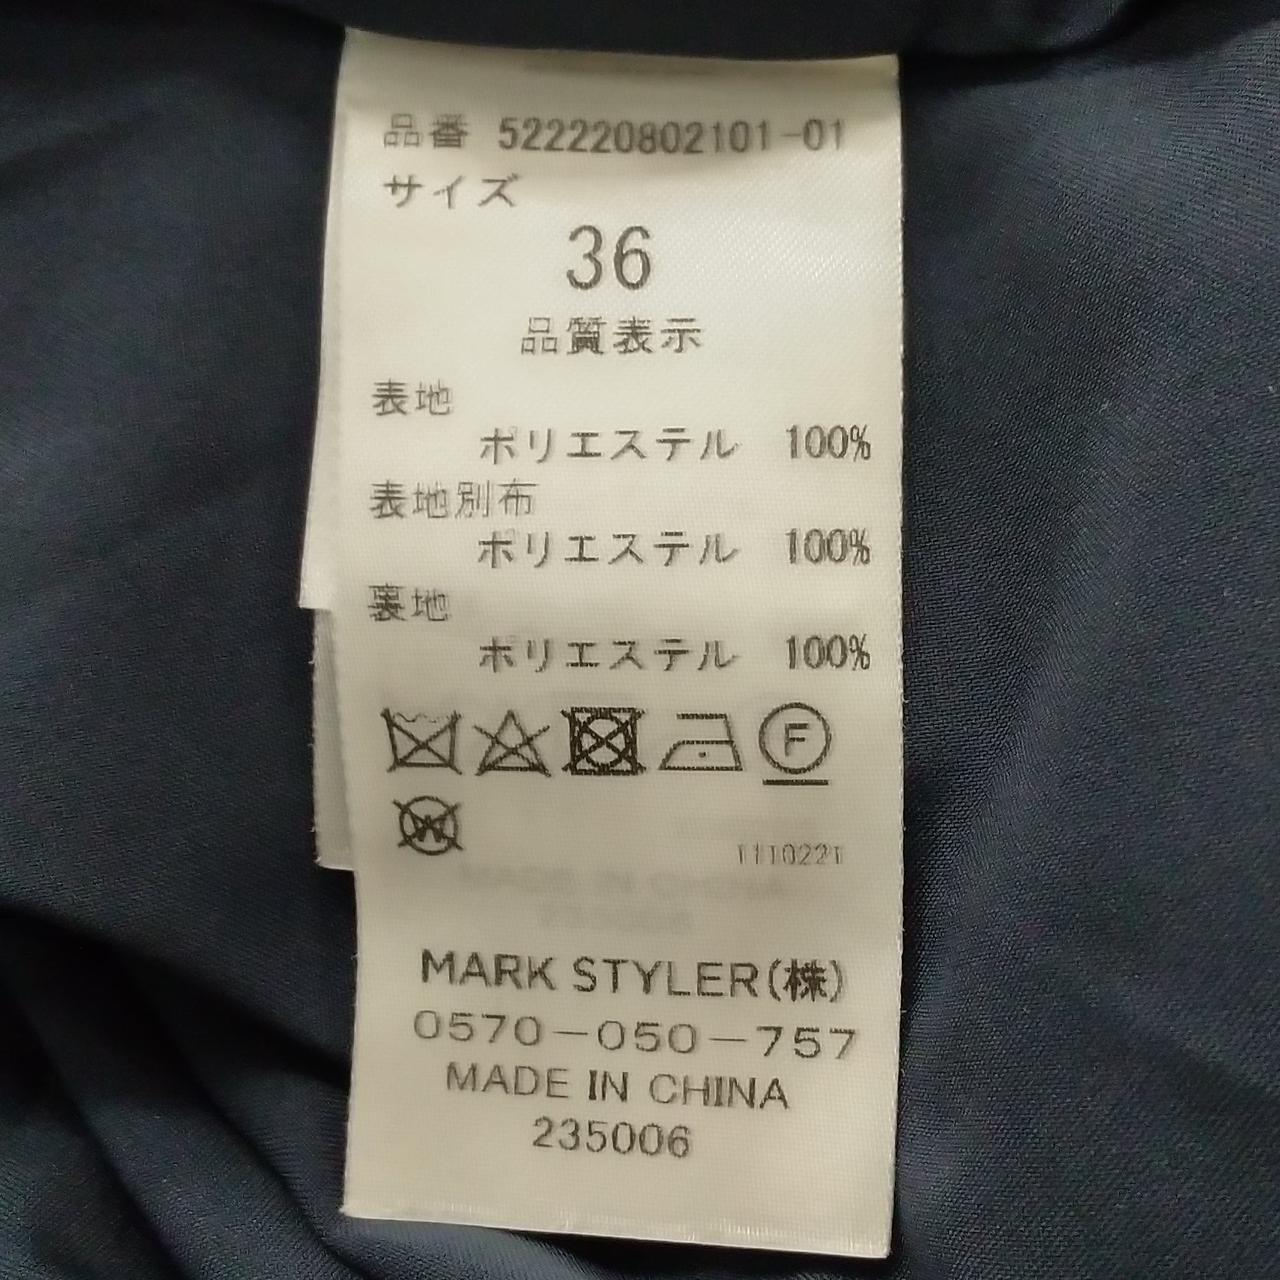 品番 522220802101-01
サイズ
36
品質表示
表地
ポリエステル 100%
表地別布
ポリエステル 100%
裏地
ポリエステル 100%
F
W
1110221
MARK STYLER(株)
0570-050-757
MADE IN CHINA
235006